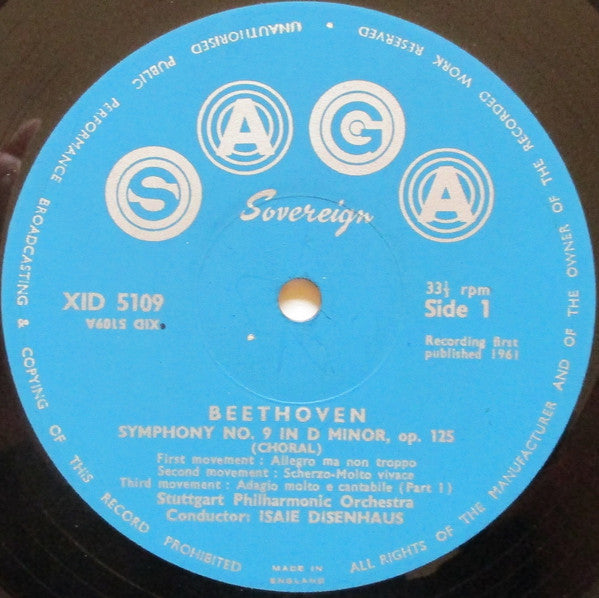 ALL RIGHTS OF THE MANUFACTURER AND OF THE OWNER OF THE RECORDED WORK RESERVED • UNAUTHORISED PUBLIC PERFORMANCE BROADCASTING & COPYING OF THIS RECORD PROHIBITED
SAGA
Sovereign
XID 5109
XID 5109A
33⅓ rpm
Side 1
Recording first
published 1961
BEETHOVEN
SYMPHONY NO. 9 IN D MINOR, op. 125
(CHORAL)
First movement : Allegro ma non troppo
Second movement : Scherzo-Molto vivace
Third movement : Adagio molto e cantabile (Part 1)
Stuttgart Philharmonic Orchestra
Conductor: ISAIE DISENHAUS
MADE IN
ENGLAND